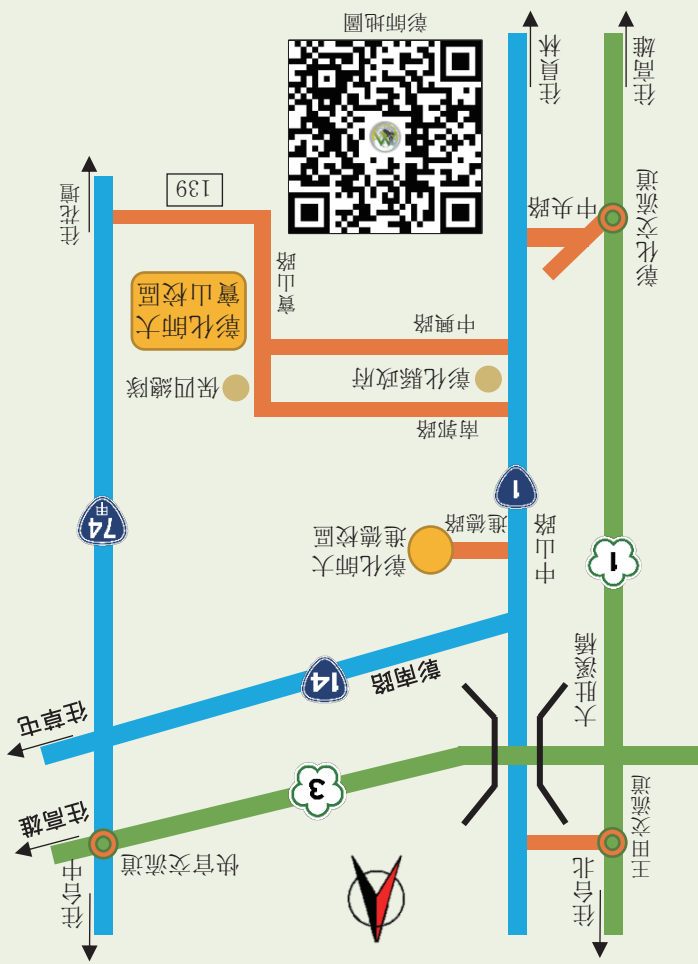 往台北
王田交流道
快官交流道
往台中
往高雄
3
大肚溪橋
彰南路
14
往草屯
1
中山路
進德路
彰化師大
進德校區
1
74
甲
南郭路
彰化縣政府
保四總隊
中興路
彰化師大
寶山校區
寶山路
彰化交流道
中央路
139
往花壇
往高雄
往員林
彰師地圖